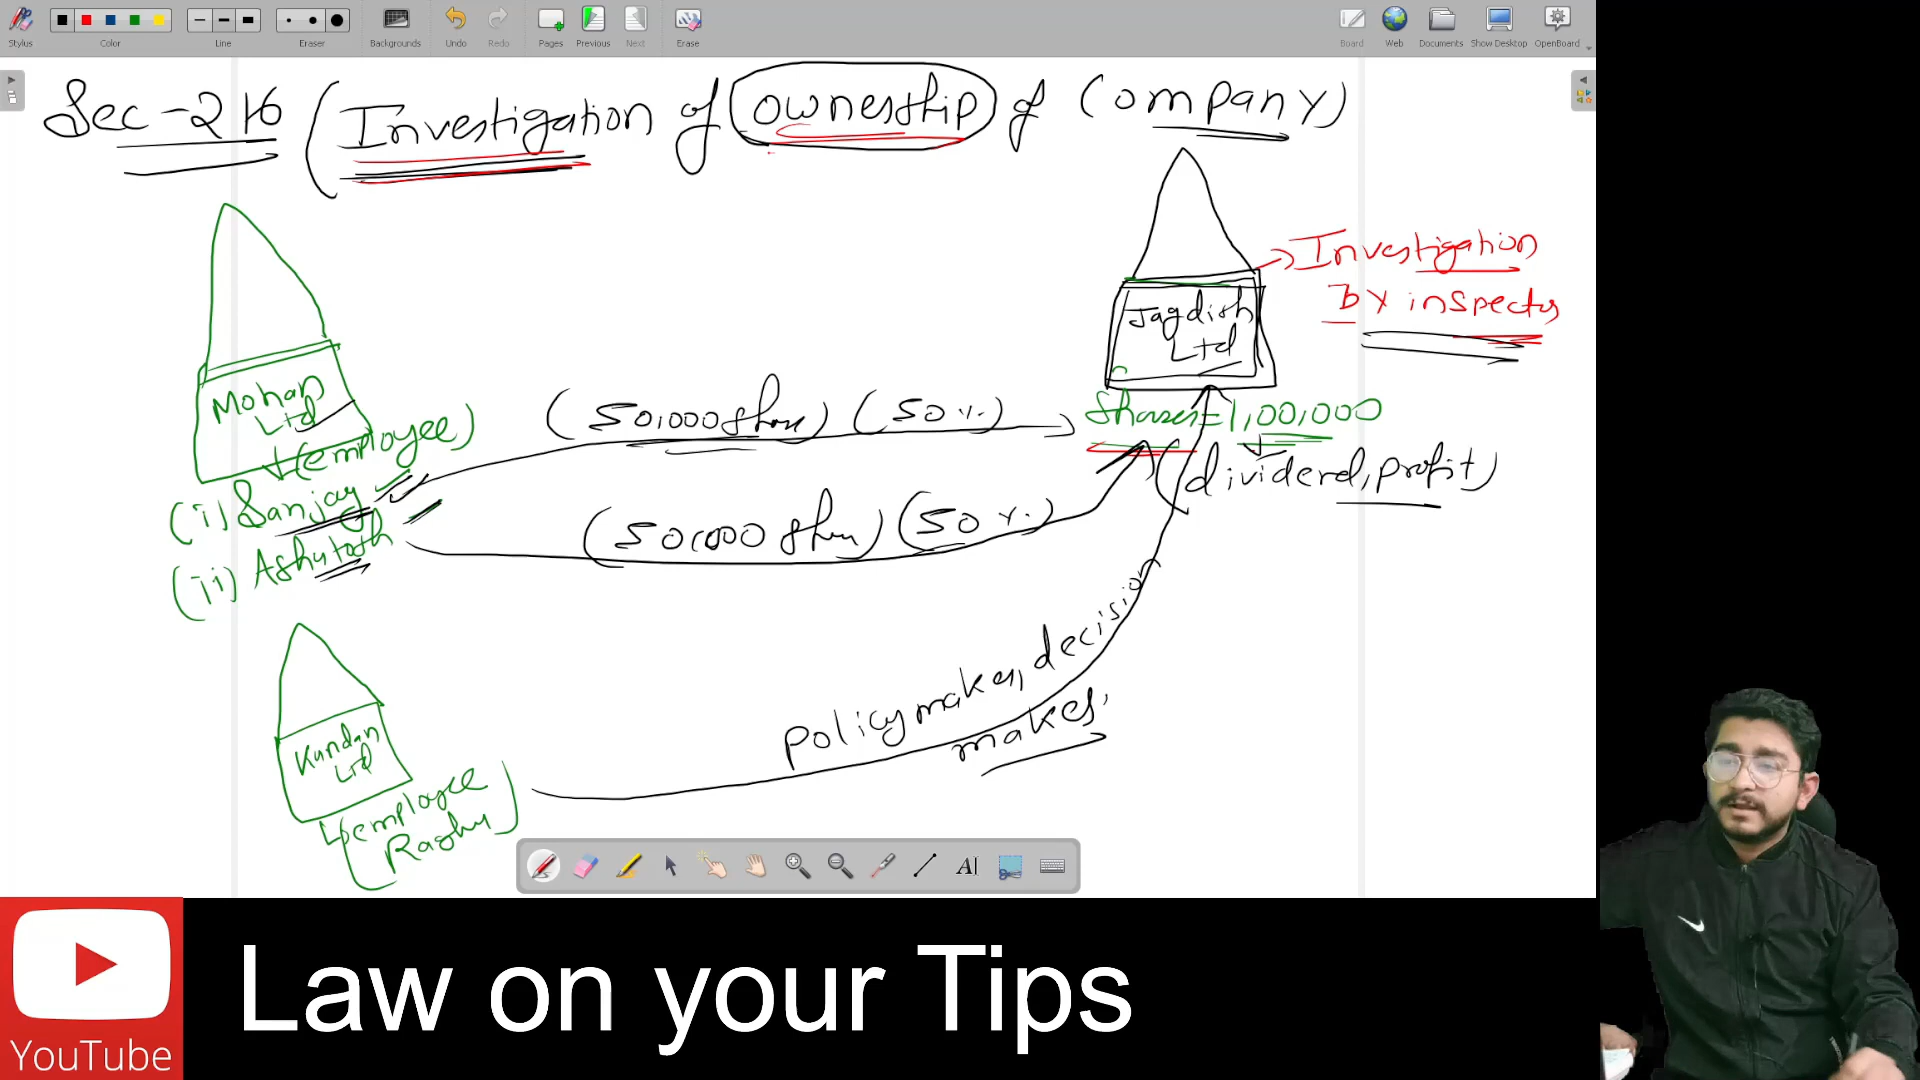 Stylus
Color
Line
Eraser
Backgrounds
Undo
Redo
Pages
Previous
Next
Erase
Board
Web
Documents
Show Desktop
OpenBoard
Sec-216 (Investigation of ownership of Company)
Investigation
By inspector
Jagdish
Ltd
Mohan
Ltd
(employee)
(i) Sanjay
(ii) Ashutosh
(50,000 share) (50%)
Shares = 1,00,000
(dividend, profit)
(50,000 share) (50%)
policy maker, decision
maker,
Kundan
Ltd
employee
Raghu
AI
YouTube
Law on your Tips